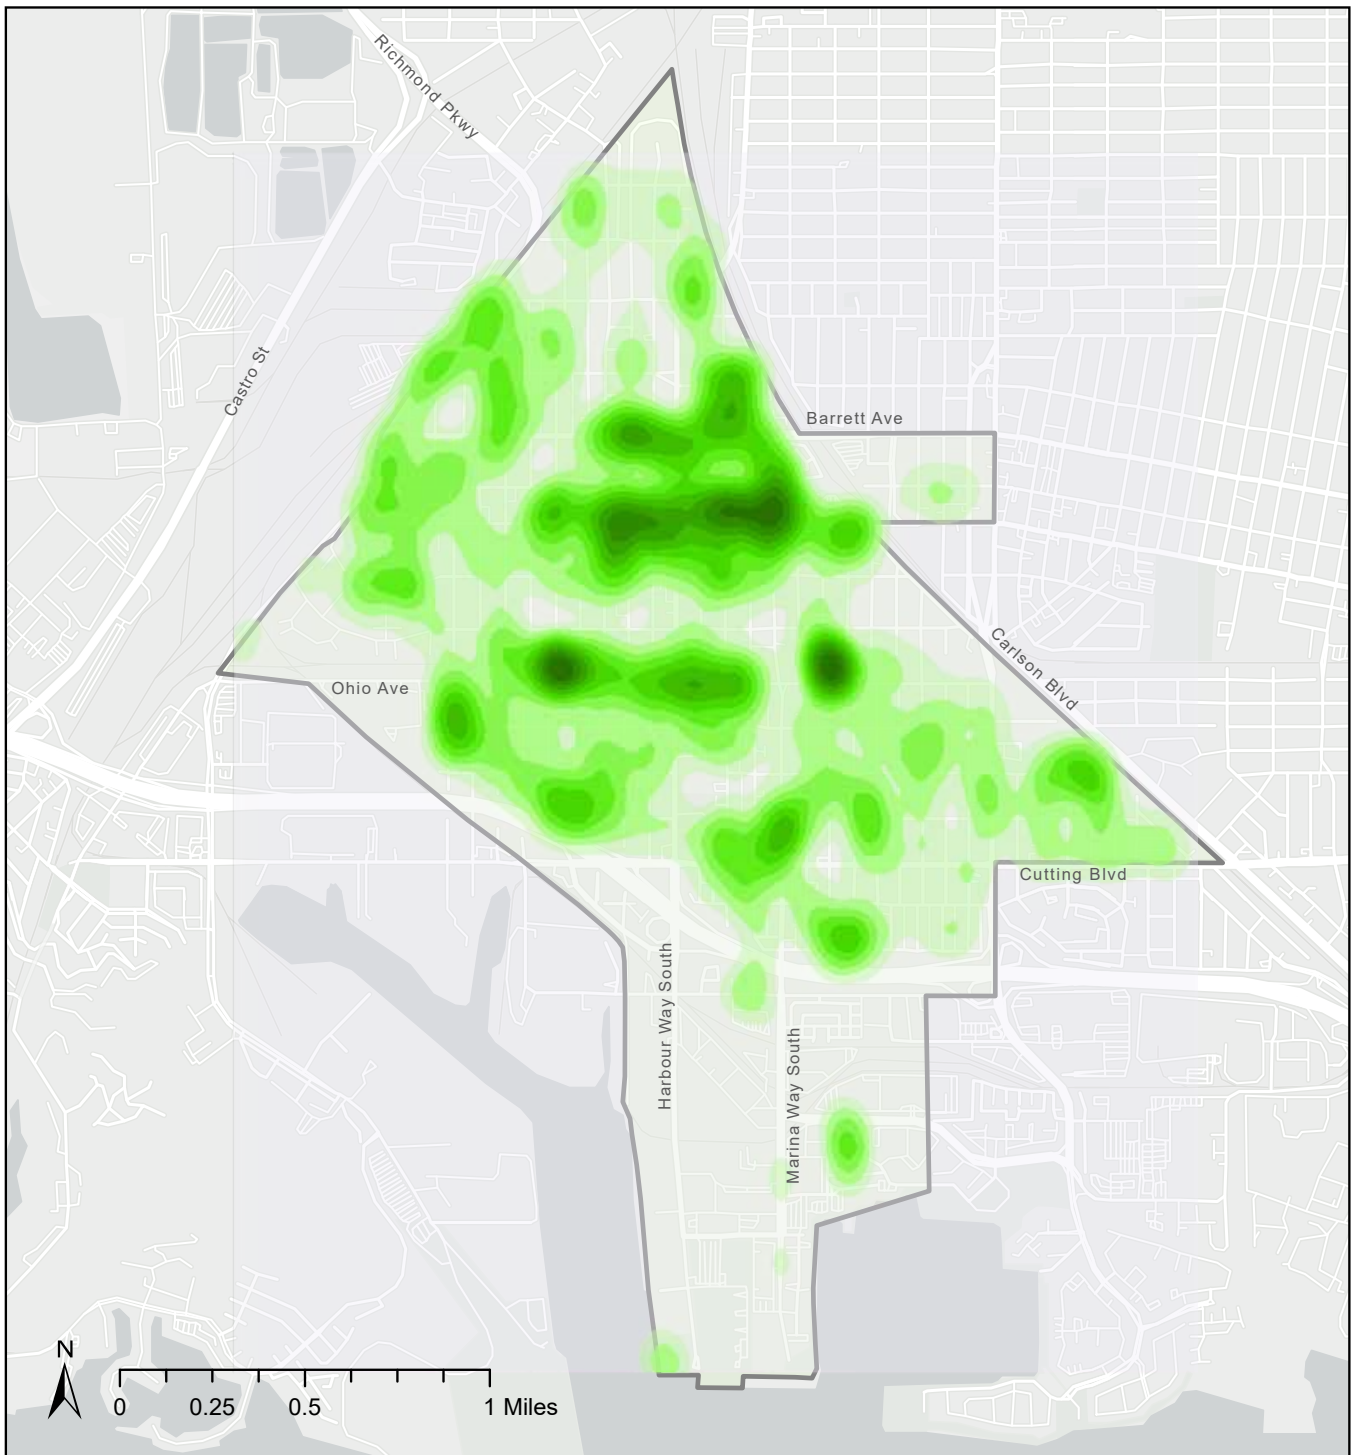 Richmond Pkwy
Castro St
Barrett Ave
Carlson Blvd
Ohio Ave
Cutting Blvd
Harbour Way South
Marina Way South
N
0 0.25 0.5 1 Miles